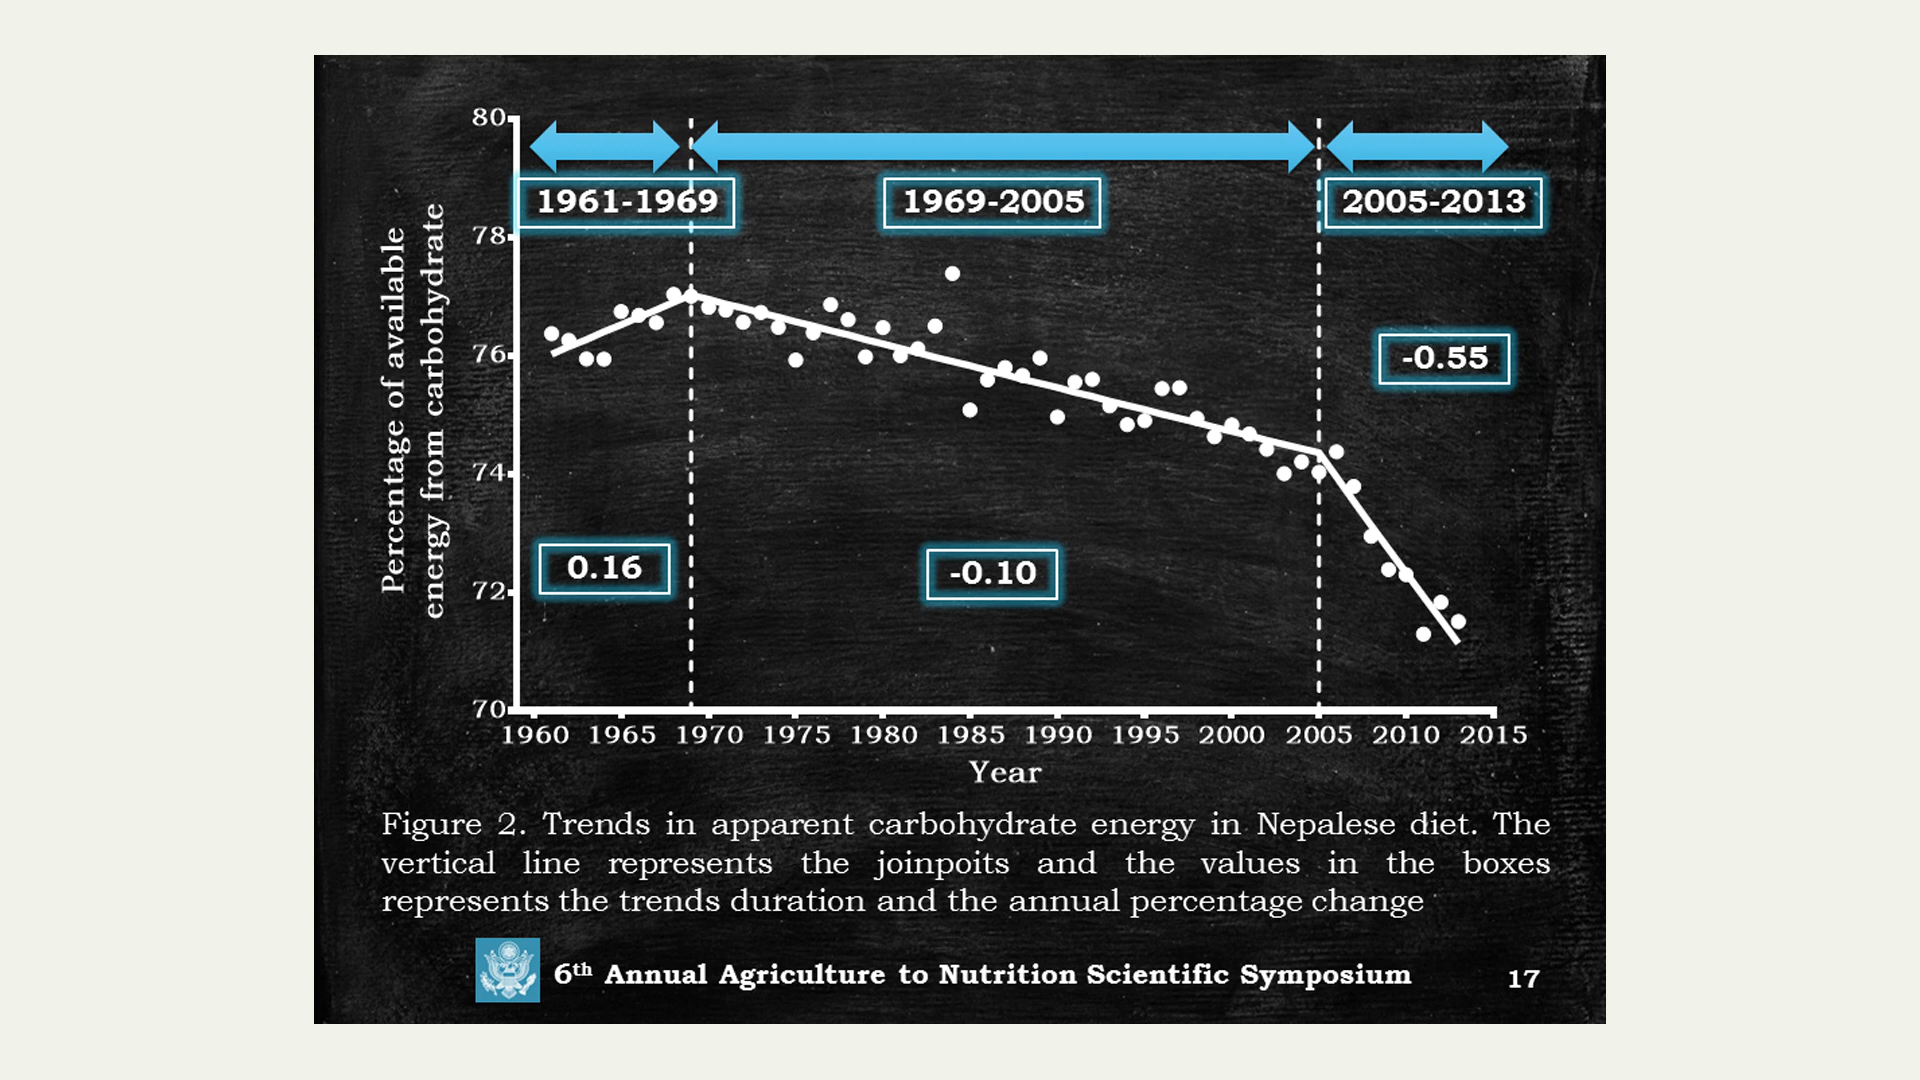 80
1961-1969
1969-2005
2005-2013
78
Percentage of available
energy from carbohydrate
76
-0.55
74
0.16
-0.10
72
70
1960 1965 1970 1975 1980 1985 1990 1995 2000 2005 2010 2015
Year
Figure 2. Trends in apparent carbohydrate energy in Nepalese diet. The
vertical line represents the joinpoits and the values in the boxes
represents the trends duration and the annual percentage change
6th Annual Agriculture to Nutrition Scientific Symposium
17